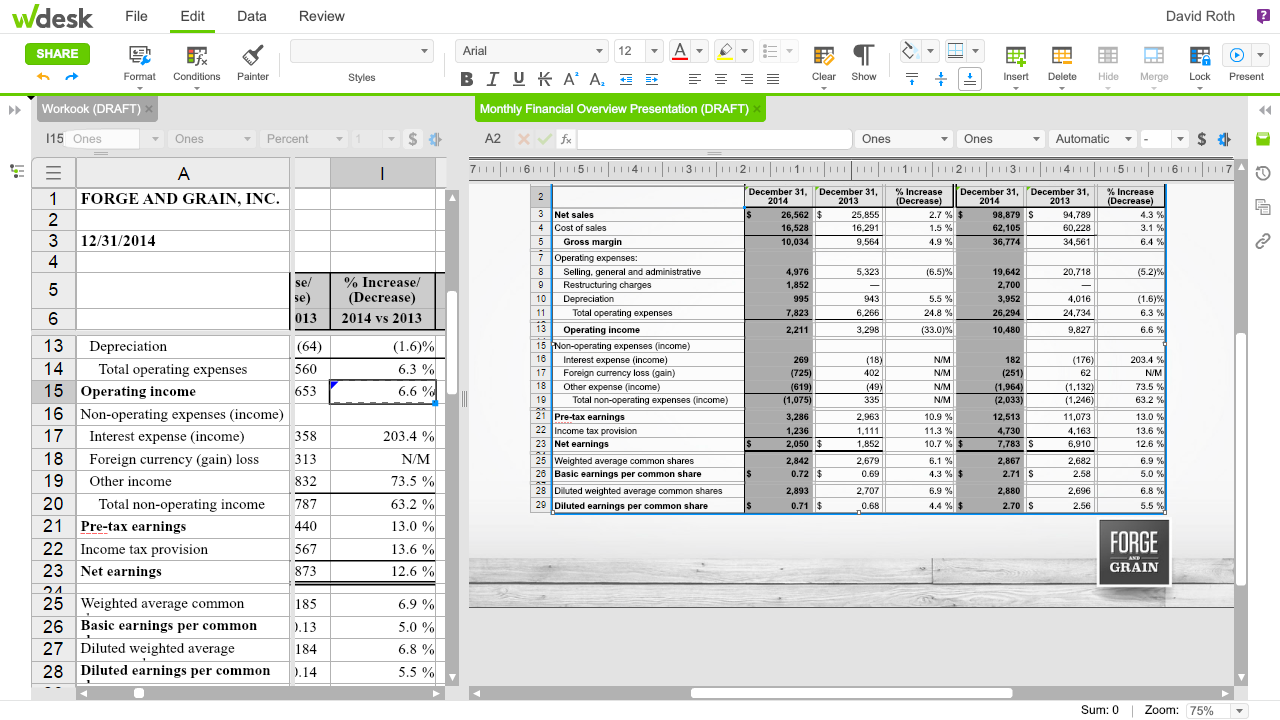 wdesk File Edit Data Review David Roth ?
SHARE Arial 12 A
Format Conditions Painter Styles B I U K A A Clear Show Insert Delete Hide Merge Lock Present
Workook (DRAFT) × Monthly Financial Overview Presentation (DRAFT) ×
I15 Ones Ones Percent 1 $ A2 fx Ones Ones Automatic - $
7 6 5 4 3 2 1 1 2 3 4 5 6 7
A I
1 FORGE AND GRAIN, INC.
2
3 12/31/2014
4
5 se/ % Increase/
se) (Decrease)
6 013 2014 vs 2013
13 Depreciation (64) (1.6)%
14 Total operating expenses 560 6.3 %
15 Operating income 653 6.6 %
16 Non-operating expenses (income)
17 Interest expense (income) 358 203.4 %
18 Foreign currency (gain) loss 313 N/M
19 Other income 832 73.5 %
20 Total non-operating income 787 63.2 %
21 Pre-tax earnings 440 13.0 %
22 Income tax provision 567 13.6 %
23 Net earnings 873 12.6 %
24
25 Weighted average common 185 6.9 %
26 Basic earnings per common ).13 5.0 %
27 Diluted weighted average 184 6.8 %
28 Diluted earnings per common ).14 5.5 %
2 December 31, December 31, % Increase December 31, December 31, % Increase
2014 2013 (Decrease) 2014 2013 (Decrease)
3 Net sales $ 26,562 $ 25,855 2.7 % $ 98,879 $ 94,789 4.3 %
4 Cost of sales 16,528 16,291 1.5 % 62,105 60,228 3.1 %
5 Gross margin 10,034 9,564 4.9 % 36,774 34,561 6.4 %
7 Operating expenses:
8 Selling, general and administrative 4,976 5,323 (6.5)% 19,642 20,718 (5.2)%
9 Restructuring charges 1,852 — 2,700 —
10 Depreciation 995 943 5.5 % 3,952 4,016 (1.6)%
11 Total operating expenses 7,823 6,266 24.8 % 26,294 24,734 6.3 %
13 Operating income 2,211 3,298 (33.0)% 10,480 9,827 6.6 %
15 Non-operating expenses (income)
16 Interest expense (income) 269 (18) N/M 182 (176) 203.4 %
17 Foreign currency loss (gain) (725) 402 N/M (251) 62 N/M
18 Other expense (income) (619) (49) N/M (1,964) (1,132) 73.5 %
19 Total non-operating expenses (income) (1,075) 335 N/M (2,033) (1,246) 63.2 %
21 Pre-tax earnings 3,286 2,963 10.9 % 12,513 11,073 13.0 %
22 Income tax provision 1,236 1,111 11.3 % 4,730 4,163 13.6 %
23 Net earnings $ 2,050 $ 1,852 10.7 % $ 7,783 $ 6,910 12.6 %
25 Weighted average common shares 2,842 2,679 6.1 % 2,867 2,682 6.9 %
26 Basic earnings per common share $ 0.72 $ 0.69 4.3 % $ 2.71 $ 2.58 5.0 %
28 Diluted weighted average common shares 2,893 2,707 6.9 % 2,880 2,696 6.8 %
29 Diluted earnings per common share $ 0.71 $ 0.68 4.4 % $ 2.70 $ 2.56 5.5 %
FORGE
AND
GRAIN
Sum: 0 | Zoom: 75%